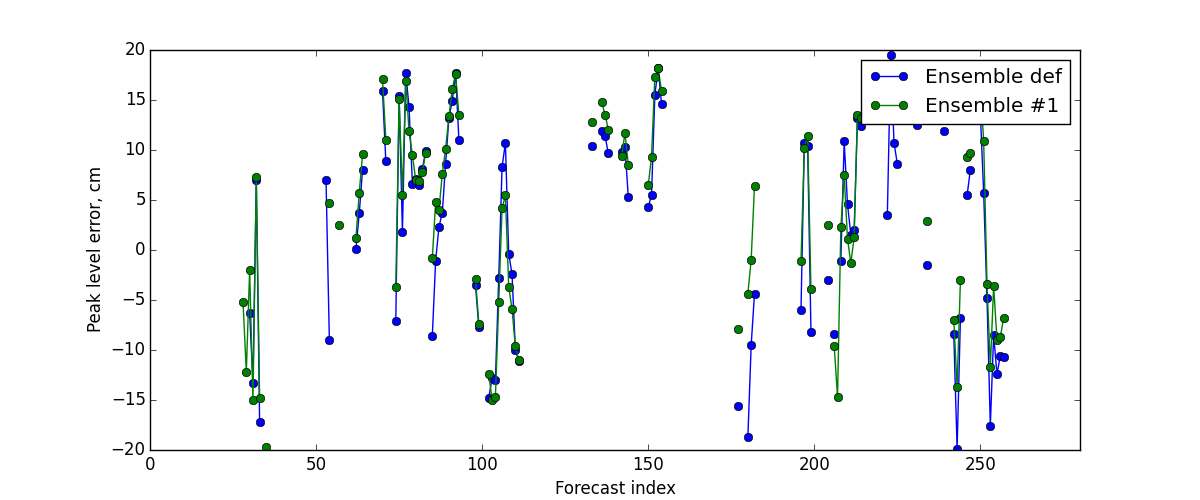 20
15
10
5
0
−5
−10
−15
−20
Peak level error, cm
Ensemble def
Ensemble #1
0 50 100 150 200 250
Forecast index